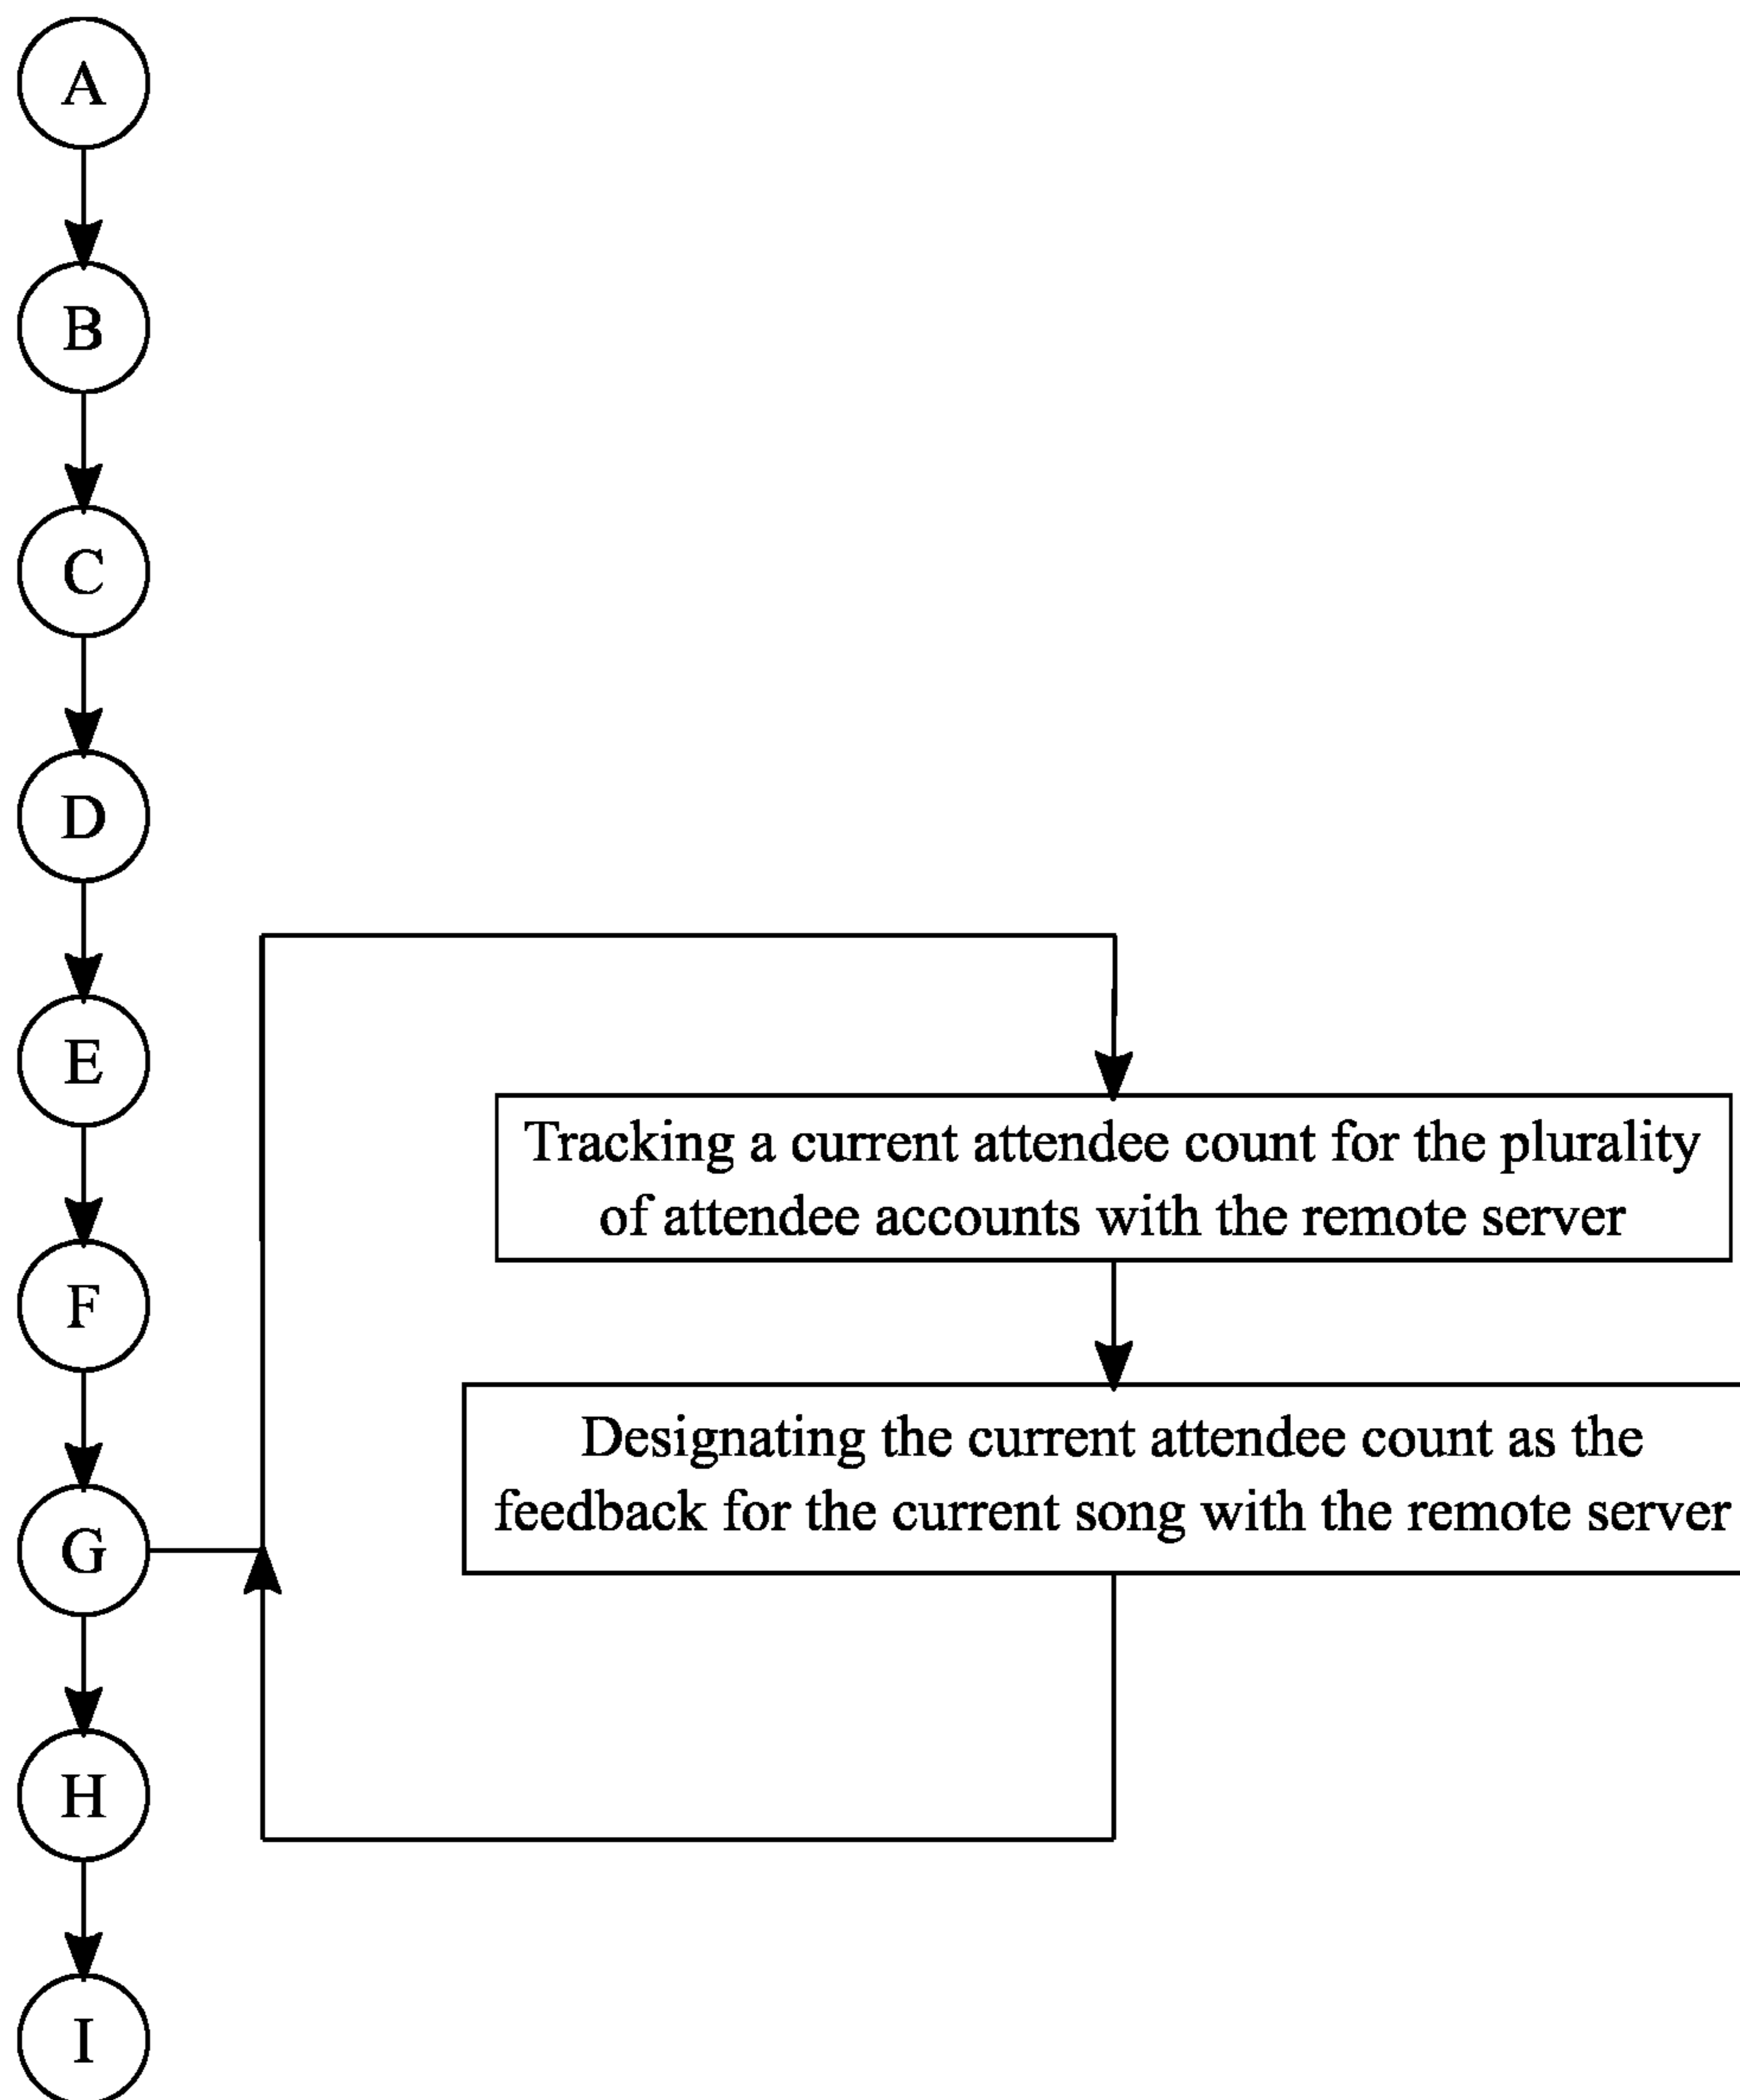 A
B
C
D
E
Tracking a current attendee count for the plurality
of attendee accounts with the remote server
F
Designating the current attendee count as the
feedback for the current song with the remote server
G
H
I